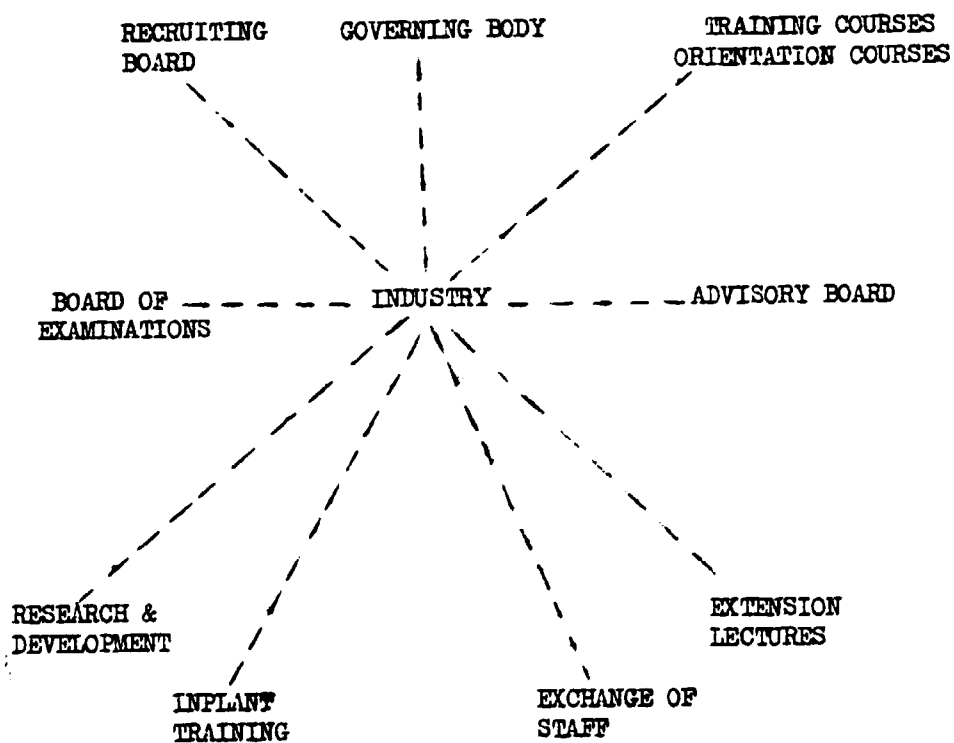 RECRUITING
BOARD
GOVERNING BODY
TRAINING COURSES
ORIENTATION COURSES
BOARD OF
EXAMINATIONS
INDUSTRY
ADVISORY BOARD
RESEARCH &
DEVELOPMENT
INPLANT
TRAINING
EXCHANGE OF
STAFF
EXTENSION
LECTURES